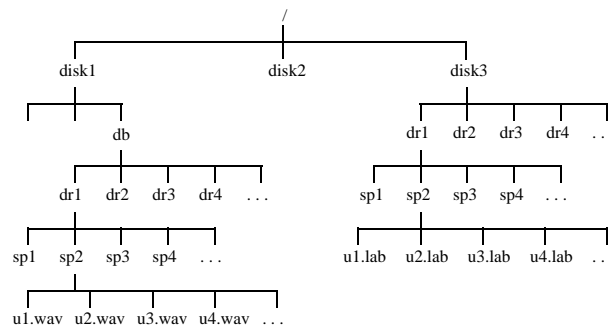 /
disk1 disk2 disk3
db dr1 dr2 dr3 dr4 . .
dr1 dr2 dr3 dr4 . . . sp1 sp2 sp3 sp4 . . .
sp1 sp2 sp3 sp4 . . . u1.lab u2.lab u3.lab u4.lab . .
u1.wav u2.wav u3.wav u4.wav . . .